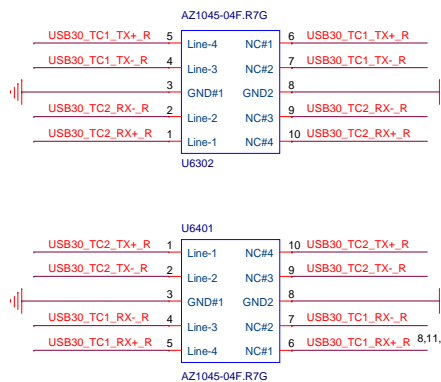 AZ1045-04F.R7G
USB30_TC1_TX+_R 5 Line-4 NC#1 6 USB30_TC1_TX+_R
USB30_TC1_TX-_R 4 Line-3 NC#2 7 USB30_TC1_TX-_R
3 GND#1 GND2 8
USB30_TC2_RX-_R 2 Line-2 NC#3 9 USB30_TC2_RX-_R
USB30_TC2_RX+_R 1 Line-1 NC#4 10 USB30_TC2_RX+_R
U6302
U6401
USB30_TC2_TX+_R 1 Line-1 NC#4 10 USB30_TC2_TX+_R
USB30_TC2_TX-_R 2 Line-2 NC#3 9 USB30_TC2_TX-_R
3 GND#1 GND2 8
USB30_TC1_RX-_R 4 Line-3 NC#2 7 USB30_TC1_RX-_R
USB30_TC1_RX+_R 5 Line-4 NC#1 6 USB30_TC1_RX+_R 8,11,
AZ1045-04F.R7G